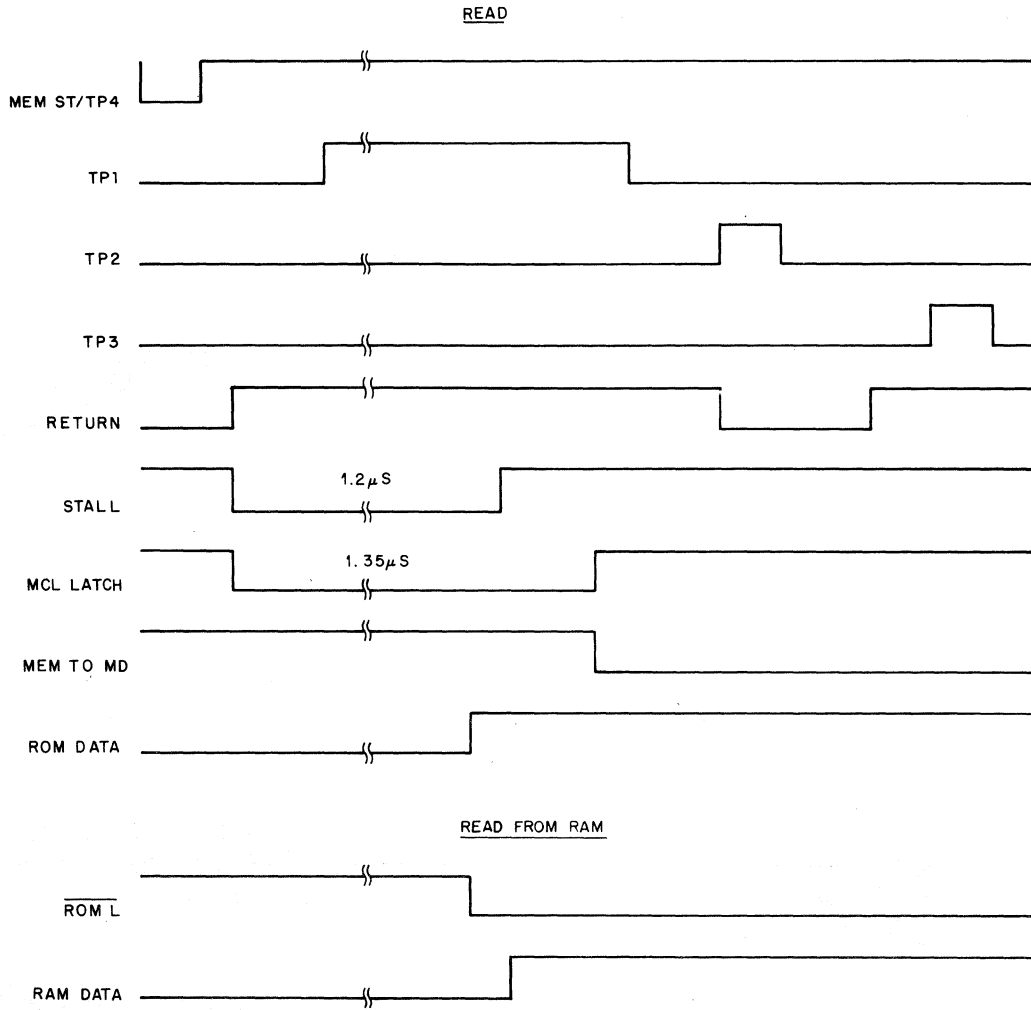 READ
MEM ST/TP4
TP1
TP2
TP3
RETURN
STALL
1.2μS
MCL LATCH
1.35μS
MEM TO MD
ROM DATA
READ FROM RAM
ROM L
RAM DATA